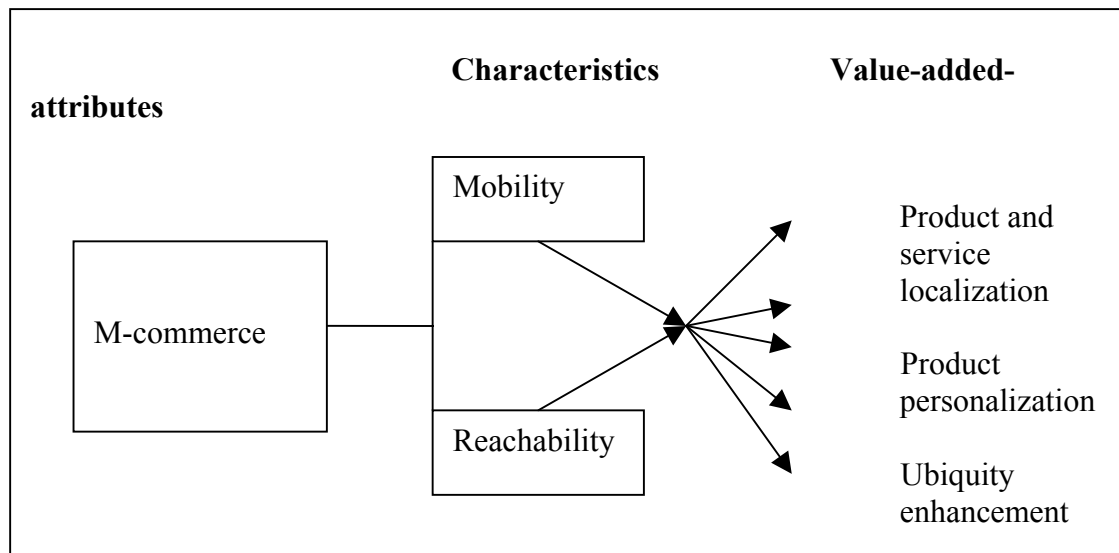 Characteristics Value-added-
attributes
Mobility
Product and
service
localization
M-commerce
Product
personalization
Reachability
Ubiquity
enhancement